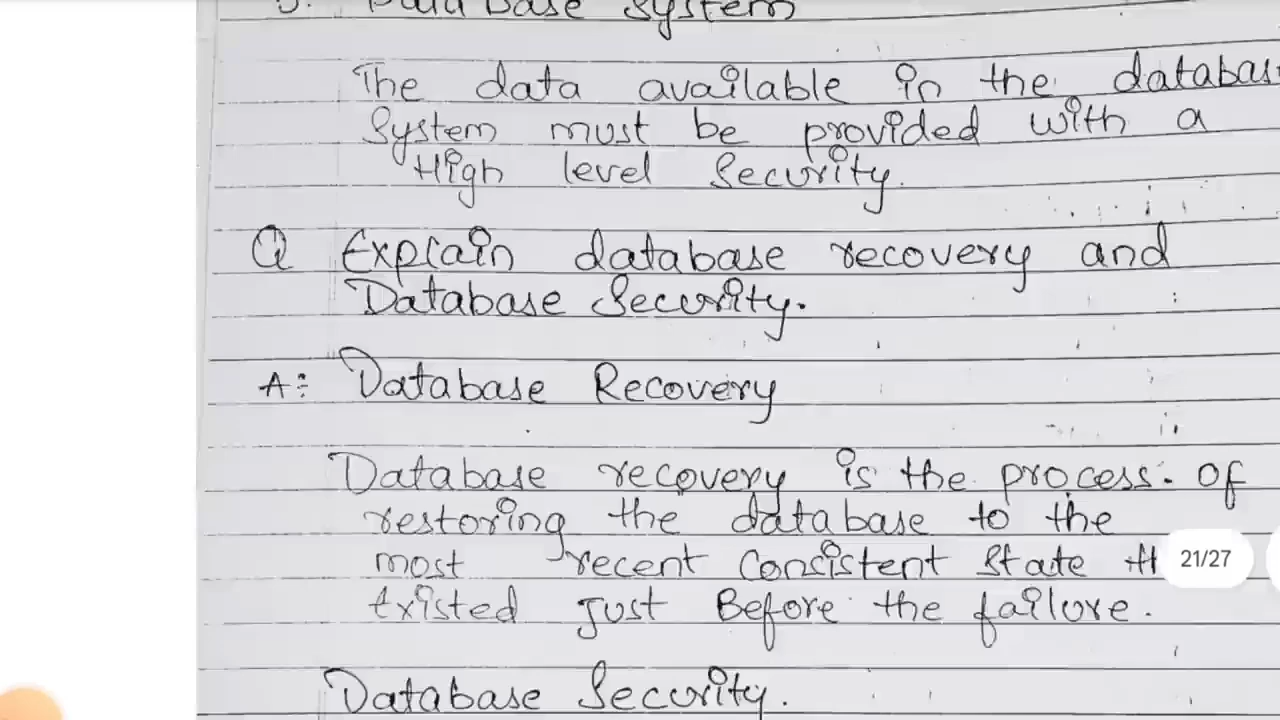 Database System
The data available in the
System must be provided with a
High level Security.
Q Explain database recovery and
Database Security.
A:- Database Recovery
Database recovery is the process of
restoring the database to the
most recent Consistent State
Existed Just Before the failure.
21/27
Database Security.